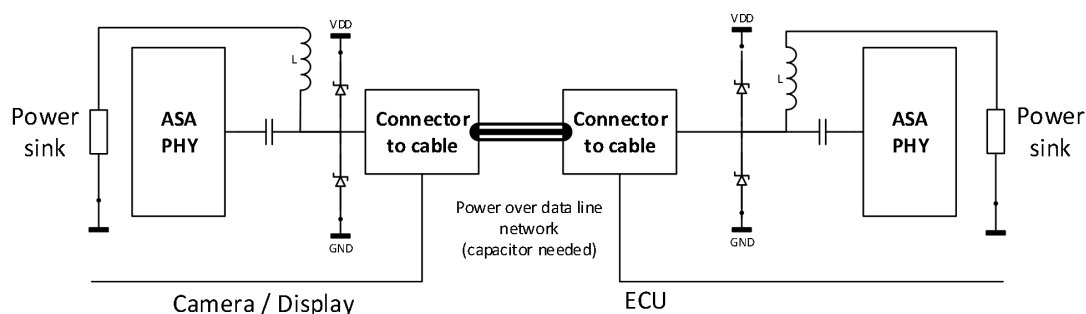 VDD
L
Power
sink
ASA
PHY
Connector
to cable
GND
Camera / Display
Power over data line
network
(capacitor needed)
Connector
to cable
VDD
L
ASA
PHY
Power
sink
GND
ECU